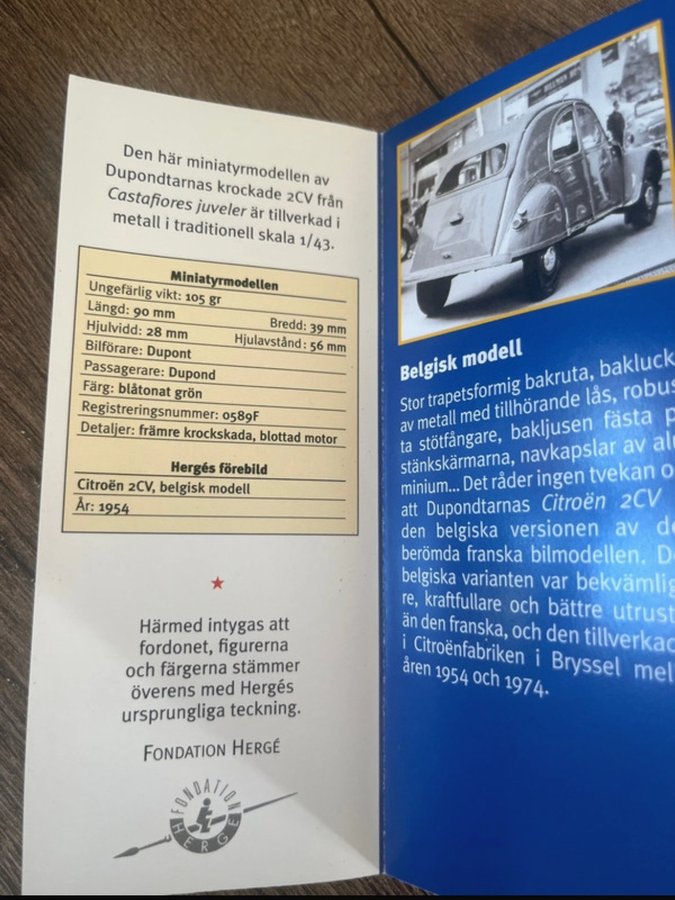 Den här miniatyrmodellen av
Dupondtarnas krockade 2CV från
Castafiores juveler är tillverkad i
metall i traditionell skala 1/43.
Miniatyrmodellen
Ungefärlig vikt: 105 gr
Längd: 90 mm Bredd: 39 mm
Hjulvidd: 28 mm Hjulavstånd: 56 mm
Bilförare: Dupont
Passagerare: Dupond
Färg: blåtonat grön
Registreringsnummer: 0589F
Detaljer: främre krockskada, blottad motor
Hergés förebild
Citroën 2CV, belgisk modell
År: 1954
Härmed intygas att
fordonet, figurerna
och färgerna stämmer
överens med Hergés
ursprungliga teckning.
FONDATION HERGÉ
FONDATION
HERGÉ
Belgisk modell
Stor trapetsformig bakruta, bakluck
av metall med tillhörande lås, robus
ta stötfångare, bakljusen fästa p
stänkskärmarna, navkapslar av al
minium... Det råder ingen tvekan o
att Dupondtarnas Citroën 2CV
den belgiska versionen av de
berömda franska bilmodellen. D
belgiska varianten var bekvämlig
re, kraftfullare och bättre utrust
än den franska, och den tillverkad
i Citroënfabriken i Bryssel mel
åren 1954 och 1974.